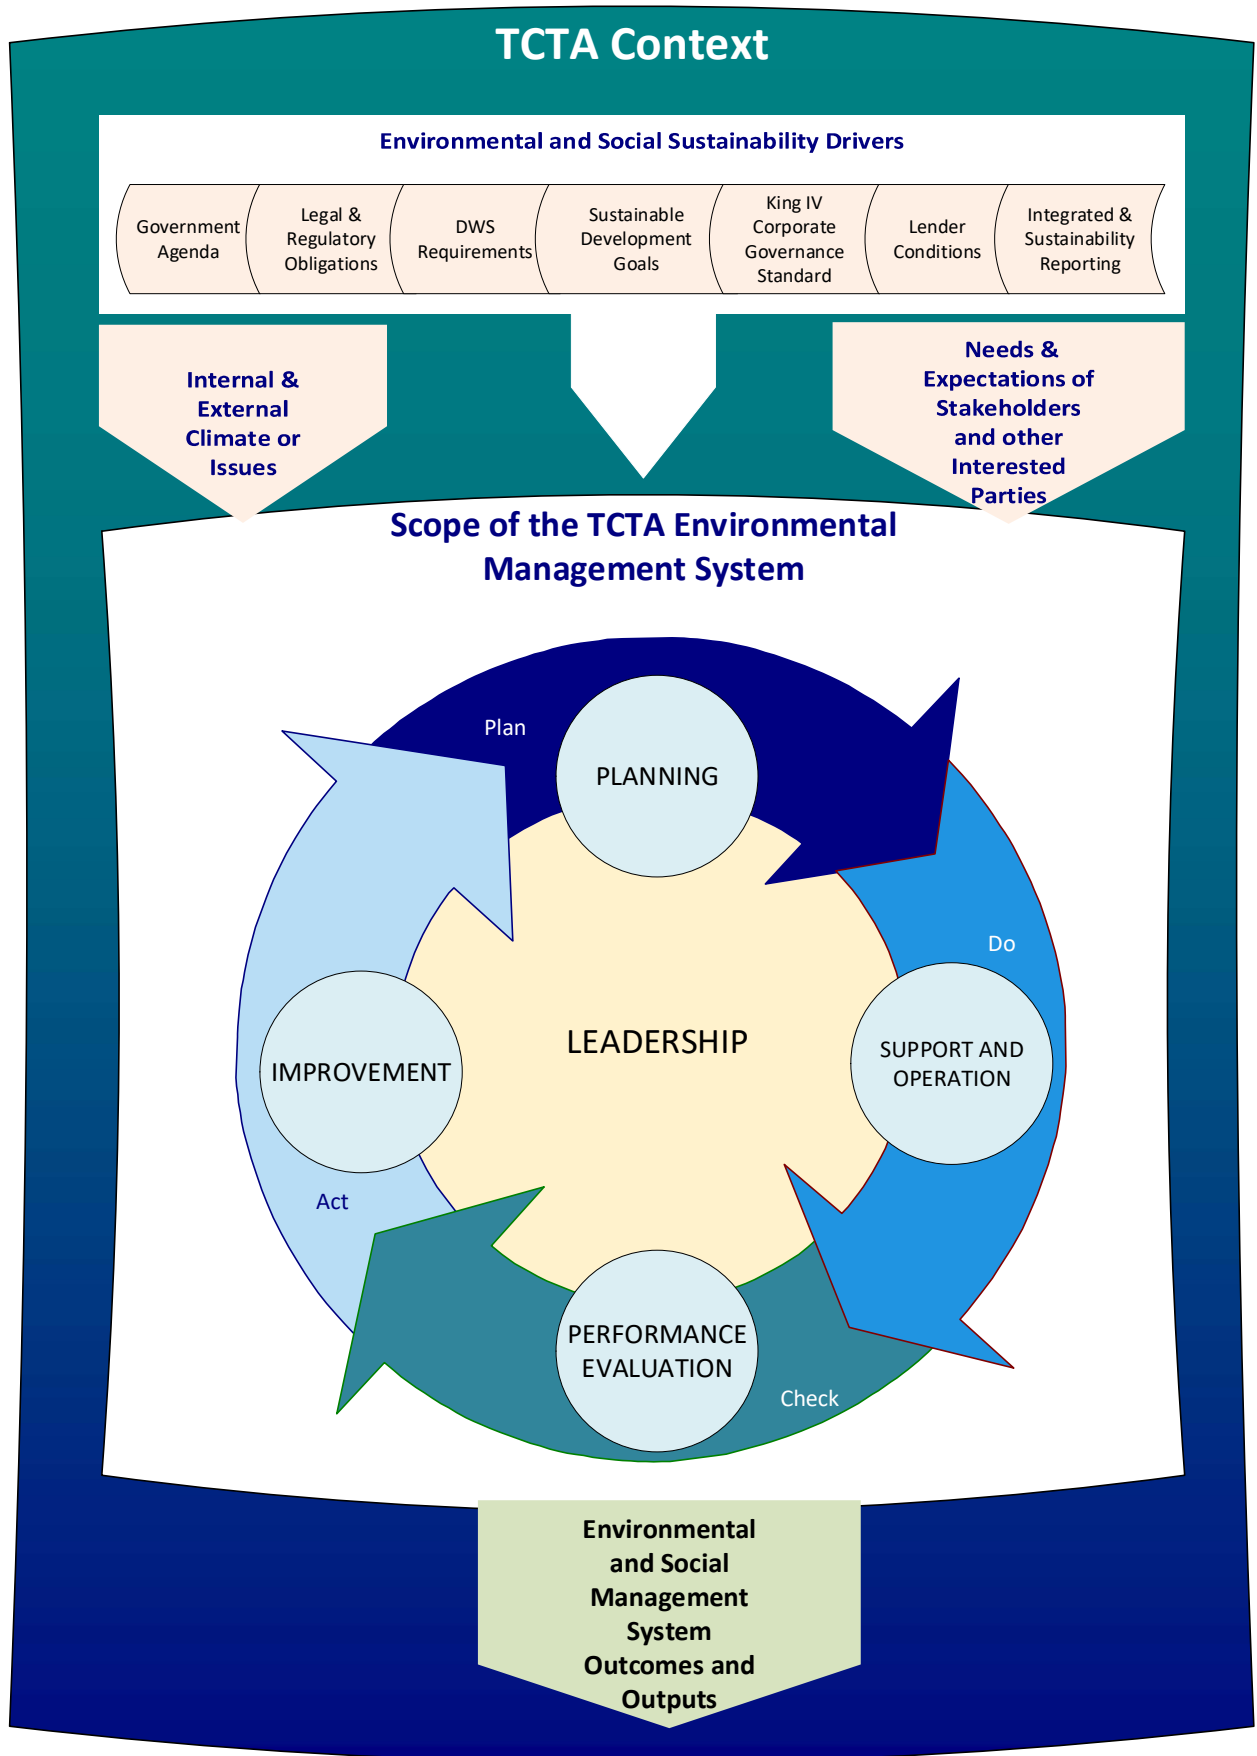 TCTA Context
Environmental and Social Sustainability Drivers
Government
Agenda
Legal &
Regulatory
Obligations
DWS
Requirements
Sustainable
Development
Goals
King IV
Corporate
Governance
Standard
Lender
Conditions
Integrated &
Sustainability
Reporting
Internal &
External
Climate or
Issues
Needs &
Expectations of
Stakeholders
and other
Interested
Parties
Scope of the TCTA Environmental
Management System
Plan
PLANNING
Do
LEADERSHIP
SUPPORT AND
OPERATION
IMPROVEMENT
Act
PERFORMANCE
EVALUATION
Check
Environmental
and Social
Management
System
Outcomes and
Outputs